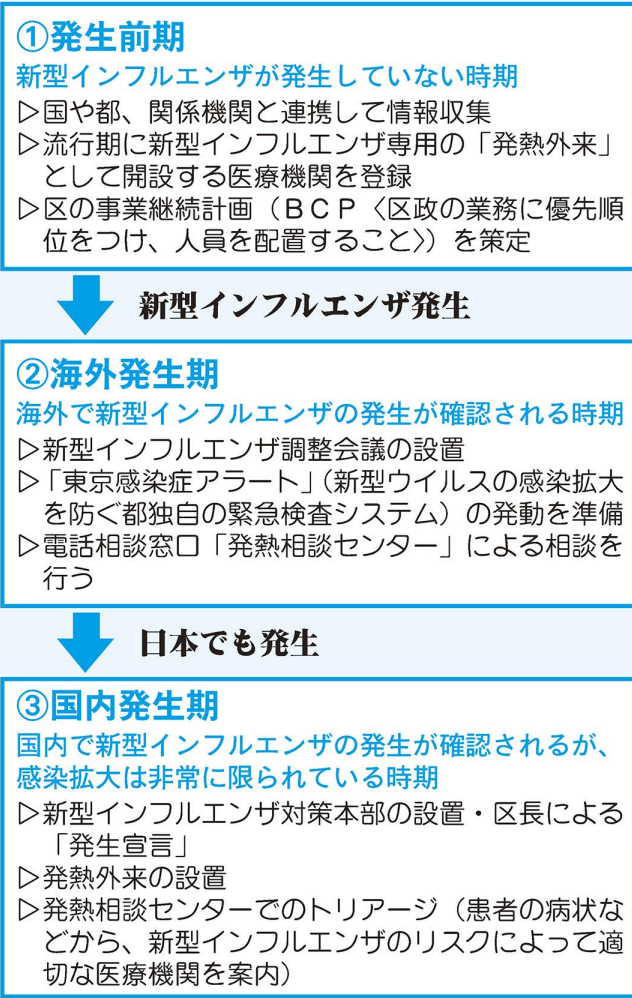 ①発生前期
新型インフルエンザが発生していない時期
▷国や都、関係機関と連携して情報収集
▷流行期に新型インフルエンザ専用の「発熱外来」
として開設する医療機関を登録
▷区の事業継続計画（ＢＣＰ〈区政の業務に優先順
位をつけ、人員を配置すること〉）を策定
新型インフルエンザ発生
②海外発生期
海外で新型インフルエンザの発生が確認される時期
▷新型インフルエンザ調整会議の設置
▷「東京感染症アラート」（新型ウイルスの感染拡大
を防ぐ都独自の緊急検査システム）の発動を準備
▷電話相談窓口「発熱相談センター」による相談を
行う
日本でも発生
③国内発生期
国内で新型インフルエンザの発生が確認されるが、
感染拡大は非常に限られている時期
▷新型インフルエンザ対策本部の設置・区長による
「発生宣言」
▷発熱外来の設置
▷発熱相談センターでのトリアージ（患者の病状な
どから、新型インフルエンザのリスクによって適
切な医療機関を案内）